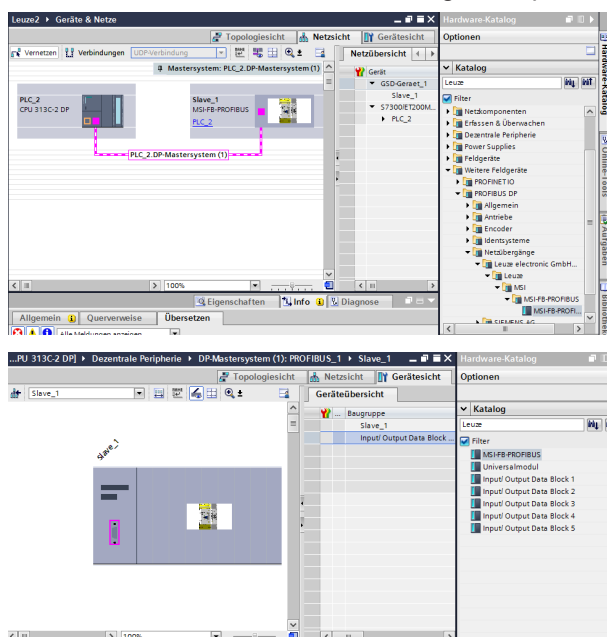 Leuze2 › Geräte & Netze
Topologiesicht
Netzsicht
Gerätesicht
Vernetzen
Verbindungen
UDP-Verbindung
Mastersystem: PLC_2.DP-Mastersystem (1)
PLC_2
CPU 313C-2 DP
Slave_1
MSI-FB-PROFIBUS
PLC_2
PLC_2.DP-Mastersystem (1)
100%
Netzübersicht
Gerät
GSD-Geraet_1
Slave_1
S7300/ET200M...
PLC_2
Eigenschaften
Info
Diagnose
Allgemein
Querverweise
Übersetzen
Alle Meldungen anzeigen
Hardware-Katalog
Optionen
Katalog
Leuze
Filter
Netzkomponenten
Erfassen & Überwachen
Dezentrale Peripherie
Power Supplies
Feldgeräte
Weitere Feldgeräte
PROFINET IO
PROFIBUS DP
Allgemein
Antriebe
Encoder
Identsysteme
Netzübergänge
Leuze electronic GmbH...
Leuze
MSI
MSI-FB-PROFIBUS
MSI-FB-PROFI...
SIEMENS AG
Hardware-Katalog
Online-Tools
Aufgaben
Bibliothek
...PU 313C-2 DP] › Dezentrale Peripherie › DP-Mastersystem (1): PROFIBUS_1 › Slave_1
Topologiesicht
Netzsicht
Gerätesicht
Slave_1
Slave_1
100%
Geräteübersicht
... Baugruppe
Slave_1
Input/ Output Data Block ...
Hardware-Katalog
Optionen
Katalog
Leuze
Filter
MSI-FB-PROFIBUS
Universalmodul
Input/ Output Data Block 1
Input/ Output Data Block 2
Input/ Output Data Block 3
Input/ Output Data Block 4
Input/ Output Data Block 5